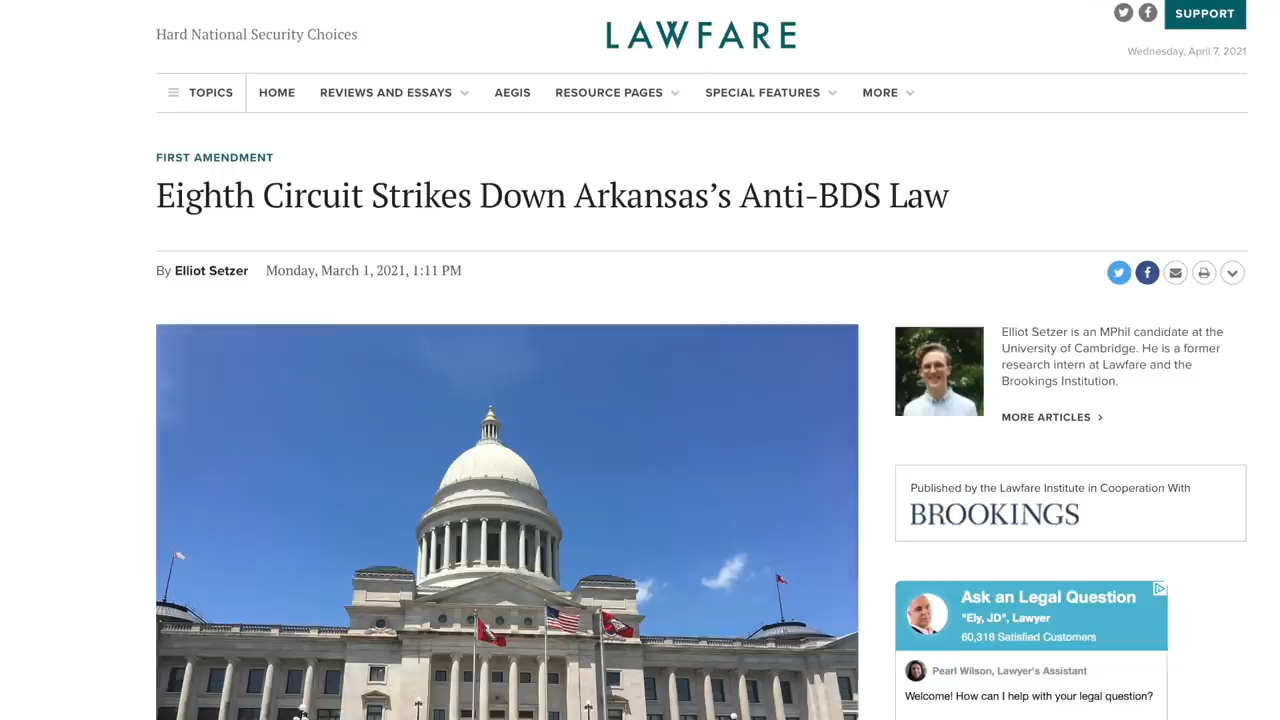 Hard National Security Choices
LAWFARE
SUPPORT
Wednesday, April 7, 2021
TOPICS
HOME
REVIEWS AND ESSAYS
AEGIS
RESOURCE PAGES
SPECIAL FEATURES
MORE
FIRST AMENDMENT
Eighth Circuit Strikes Down Arkansas’s Anti-BDS Law
By Elliot Setzer Monday, March 1, 2021, 1:11 PM
Elliot Setzer is an MPhil candidate at the
University of Cambridge. He is a former
research intern at Lawfare and the
Brookings Institution.
MORE ARTICLES >
Published by the Lawfare Institute in Cooperation With
BROOKINGS
Ask an Legal Question
"Ely, JD", Lawyer
60,318 Satisfied Customers
Pearl Wilson, Lawyer's Assistant
Welcome! How can I help with your legal question?